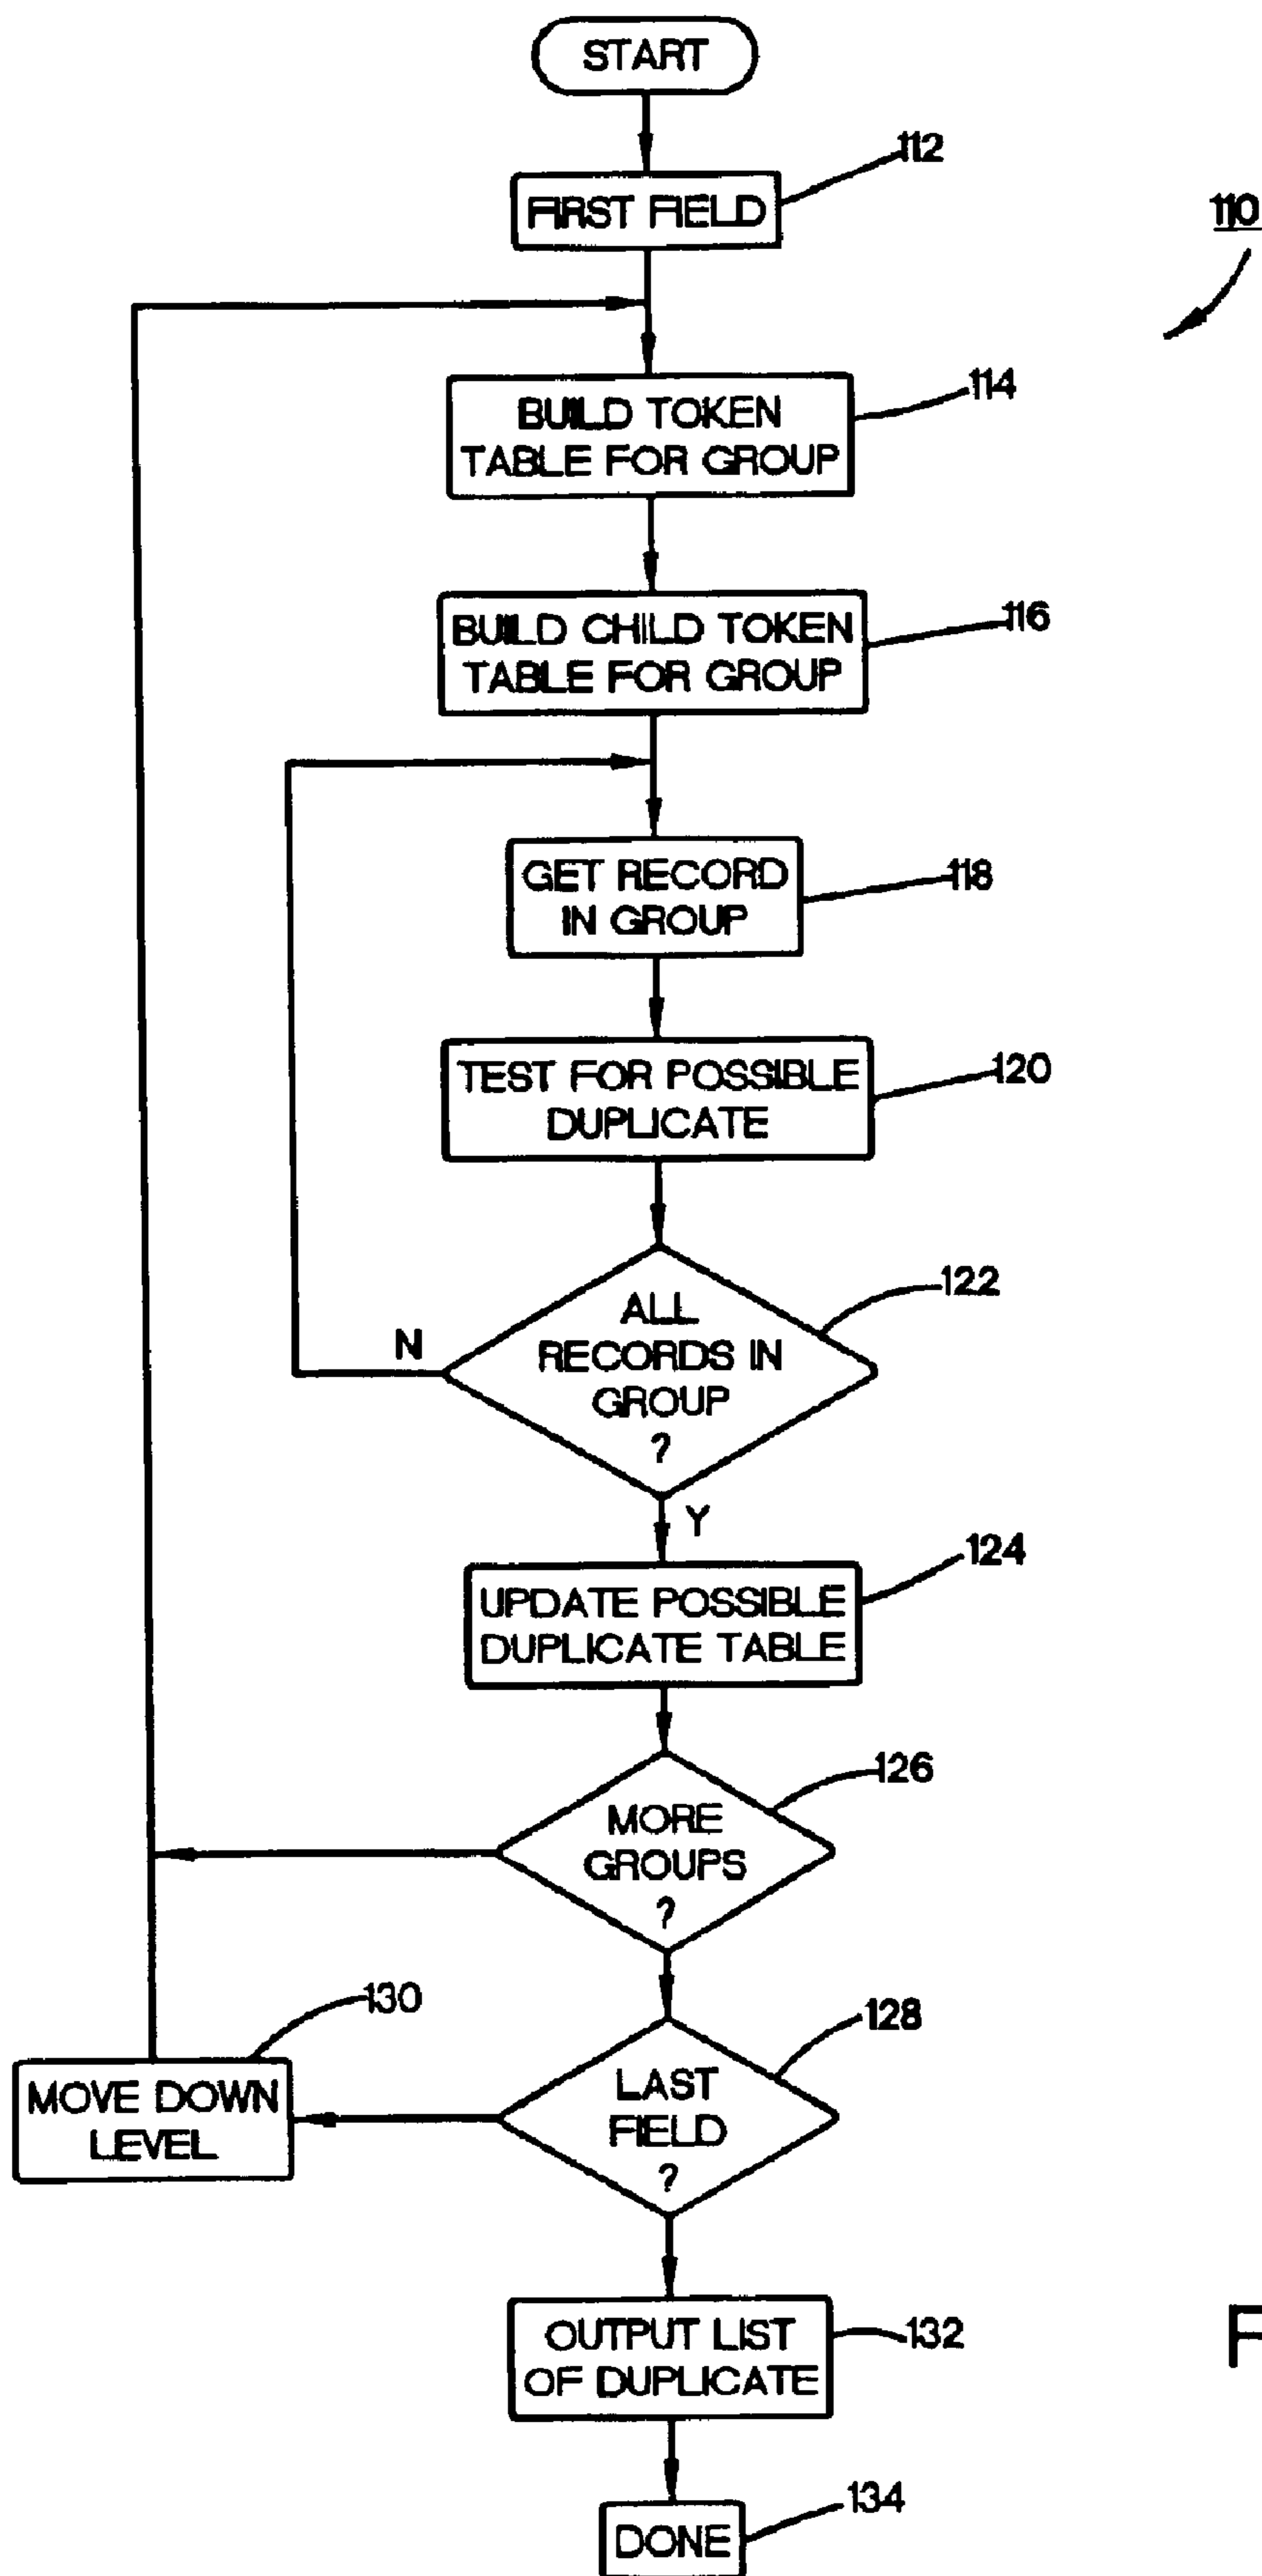 START
112
FIRST FIELD
110
114
BUILD TOKEN
TABLE FOR GROUP
116
BUILD CHILD TOKEN
TABLE FOR GROUP
118
GET RECORD
IN GROUP
120
TEST FOR POSSIBLE
DUPLICATE
122
ALL
RECORDS IN
GROUP
?
N
Y
124
UPDATE POSSIBLE
DUPLICATE TABLE
126
MORE
GROUPS
?
130
128
MOVE DOWN
LEVEL
LAST
FIELD
?
132
OUTPUT LIST
OF DUPLICATE
F
134
DONE